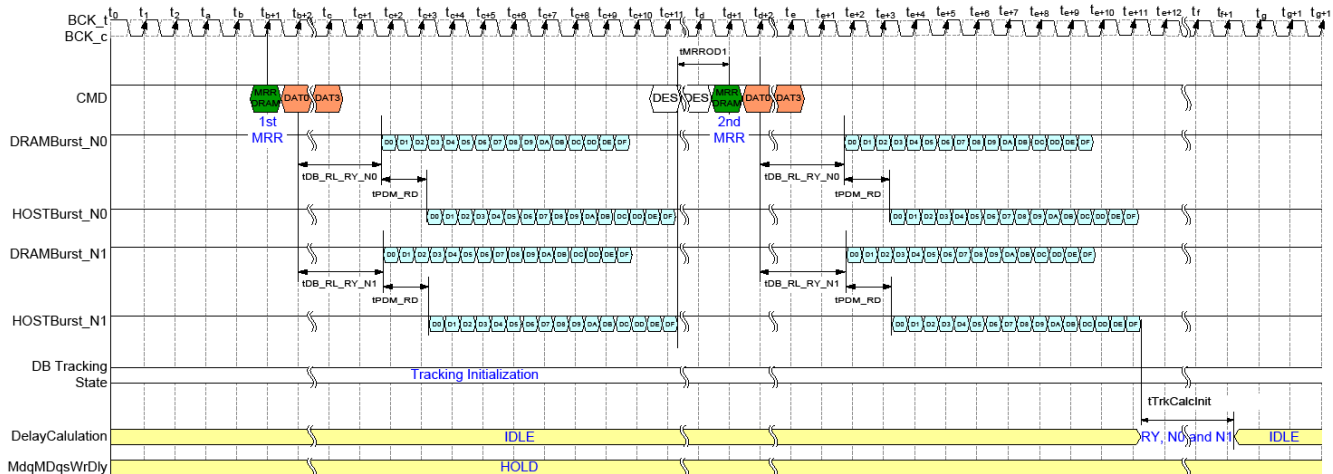 BCK_t t0 t1 t2 ta tb tb+1 tb+2 tc tc+1 tc+2 tc+3 tc+4 tc+5 tc+6 tc+7 tc+8 tc+9 tc+10 tc+11 td td+1 td+2 te te+1 te+2 te+3 te+4 te+5 te+6 te+7 te+8 te+9 te+10 te+11 te+12 tf tf+1 tg tg+1 tg+1
BCK_c
tMRROD1
CMD MRR DRAM DAT0 DAT3 DES DES MRR DRAM DAT0 DAT3
1st MRR 2nd MRR
DRAMBurst_N0 D0 D1 D2 D3 D4 D5 D6 D7 D8 D9 DA DB DC DD DE DF D0 D1 D2 D3 D4 D5 D6 D7 D8 D9 DA DB DC DD DE DF
tDB_RL_RY_N0 tDB_RL_RY_N0
tPDM_RD tPDM_RD
HOSTBurst_N0 D0 D1 D2 D3 D4 D5 D6 D7 D8 D9 DA DB DC DD DE DF D0 D1 D2 D3 D4 D5 D6 D7 D8 D9 DA DB DC DD DE DF
DRAMBurst_N1 D0 D1 D2 D3 D4 D5 D6 D7 D8 D9 DA DB DC DD DE DF D0 D1 D2 D3 D4 D5 D6 D7 D8 D9 DA DB DC DD DE DF
tDB_RL_RY_N1 tDB_RL_RY_N1
tPDM_RD tPDM_RD
HOSTBurst_N1 D0 D1 D2 D3 D4 D5 D6 D7 D8 D9 DA DB DC DD DE DF D0 D1 D2 D3 D4 D5 D6 D7 D8 D9 DA DB DC DD DE DF
DB Tracking State Tracking Initialization
tTrkCalcInit
DelayCalulation IDLE RY, N0 and N1 IDLE
MdqMDqsWrDly HOLD